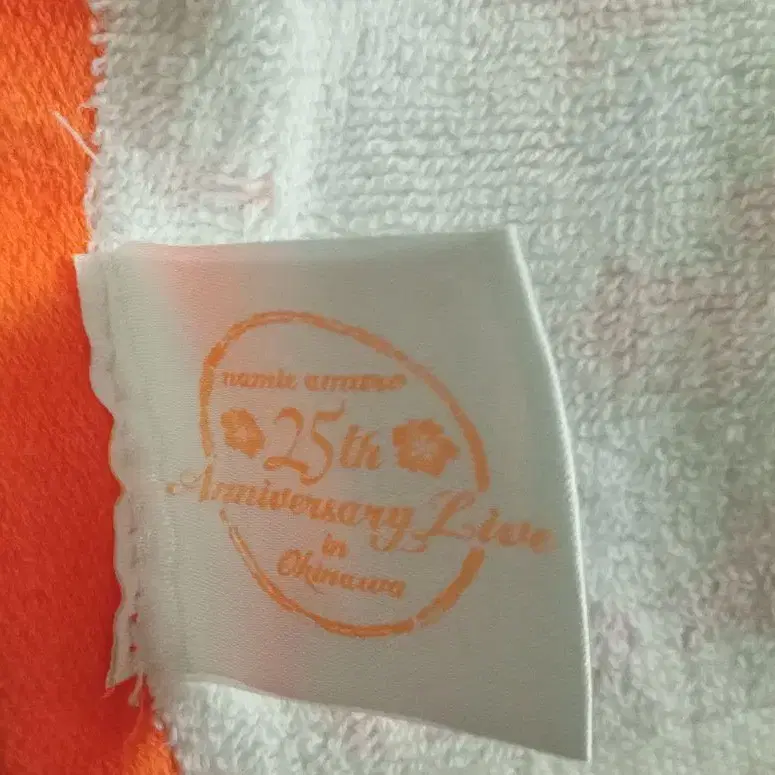 namie amuro
25th
Anniversary Live
in
Okinawa